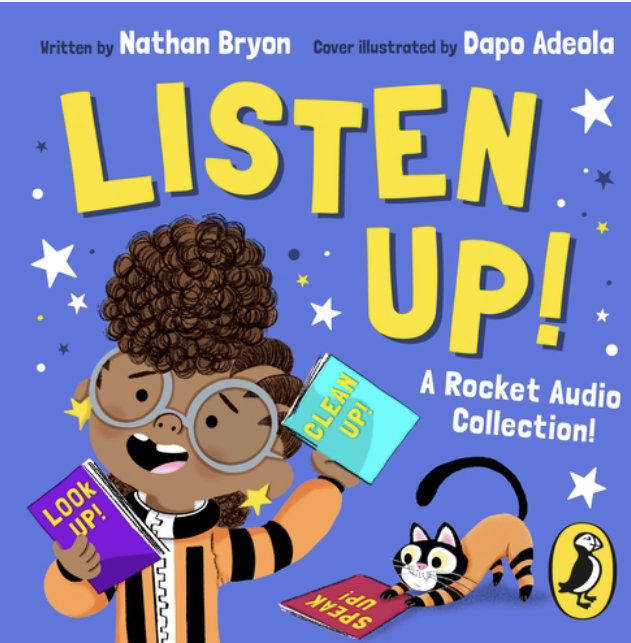 Written by Nathan Bryon Cover illustrated by Dapo Adeola
LISTEN
UP!
A Rocket Audio
Collection!
CLEAN
UP!
LOOK
UP!
SPEAK
UP!